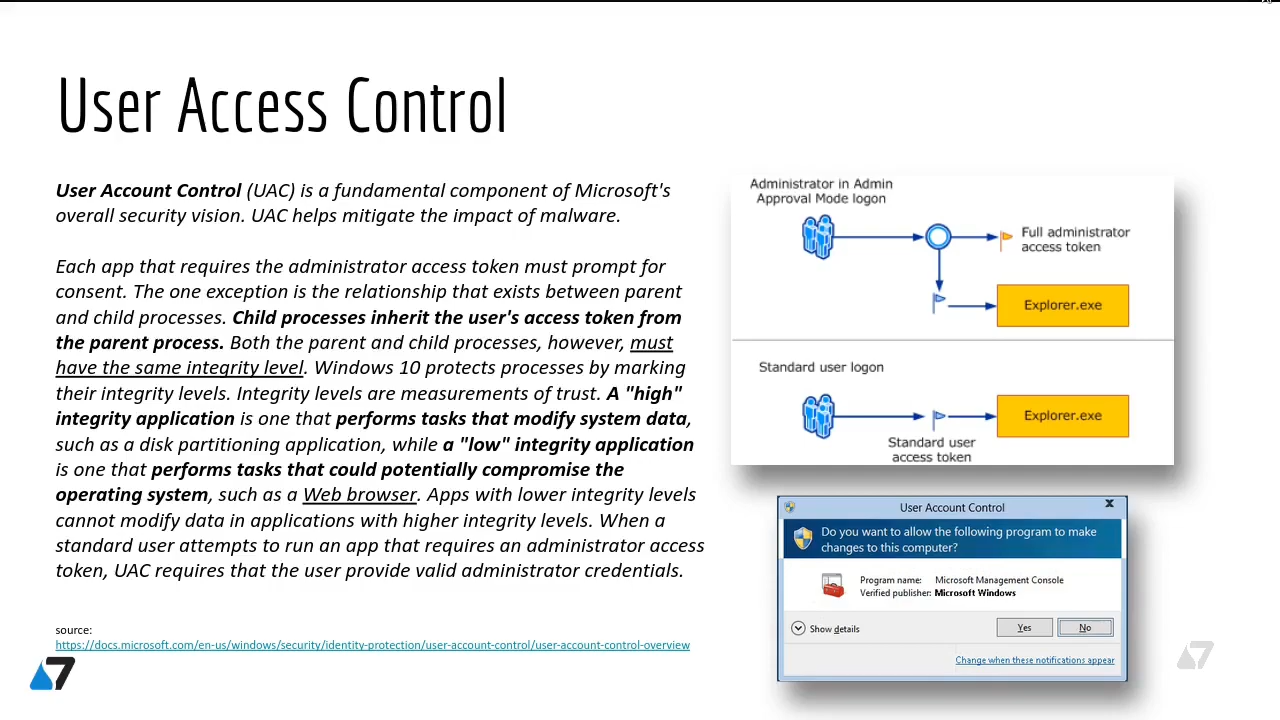 User Access Control
User Account Control (UAC) is a fundamental component of Microsoft's
overall security vision. UAC helps mitigate the impact of malware.
Each app that requires the administrator access token must prompt for
consent. The one exception is the relationship that exists between parent
and child processes. Child processes inherit the user's access token from
the parent process. Both the parent and child processes, however, must
have the same integrity level. Windows 10 protects processes by marking
their integrity levels. Integrity levels are measurements of trust. A "high"
integrity application is one that performs tasks that modify system data,
such as a disk partitioning application, while a "low" integrity application
is one that performs tasks that could potentially compromise the
operating system, such as a Web browser. Apps with lower integrity levels
cannot modify data in applications with higher integrity levels. When a
standard user attempts to run an app that requires an administrator access
token, UAC requires that the user provide valid administrator credentials.
source:
https://docs.microsoft.com/en-us/windows/security/identity-protection/user-account-control/user-account-control-overview
7
Administrator in Admin
Approval Mode logon
Full administrator
access token
Explorer.exe
Standard user logon
Explorer.exe
Standard user
access token
User Account Control
X
Do you want to allow the following program to make
changes to this computer?
Program name: Microsoft Management Console
Verified publisher: Microsoft Windows
Show details
Yes
No
Change when these notifications appear
7